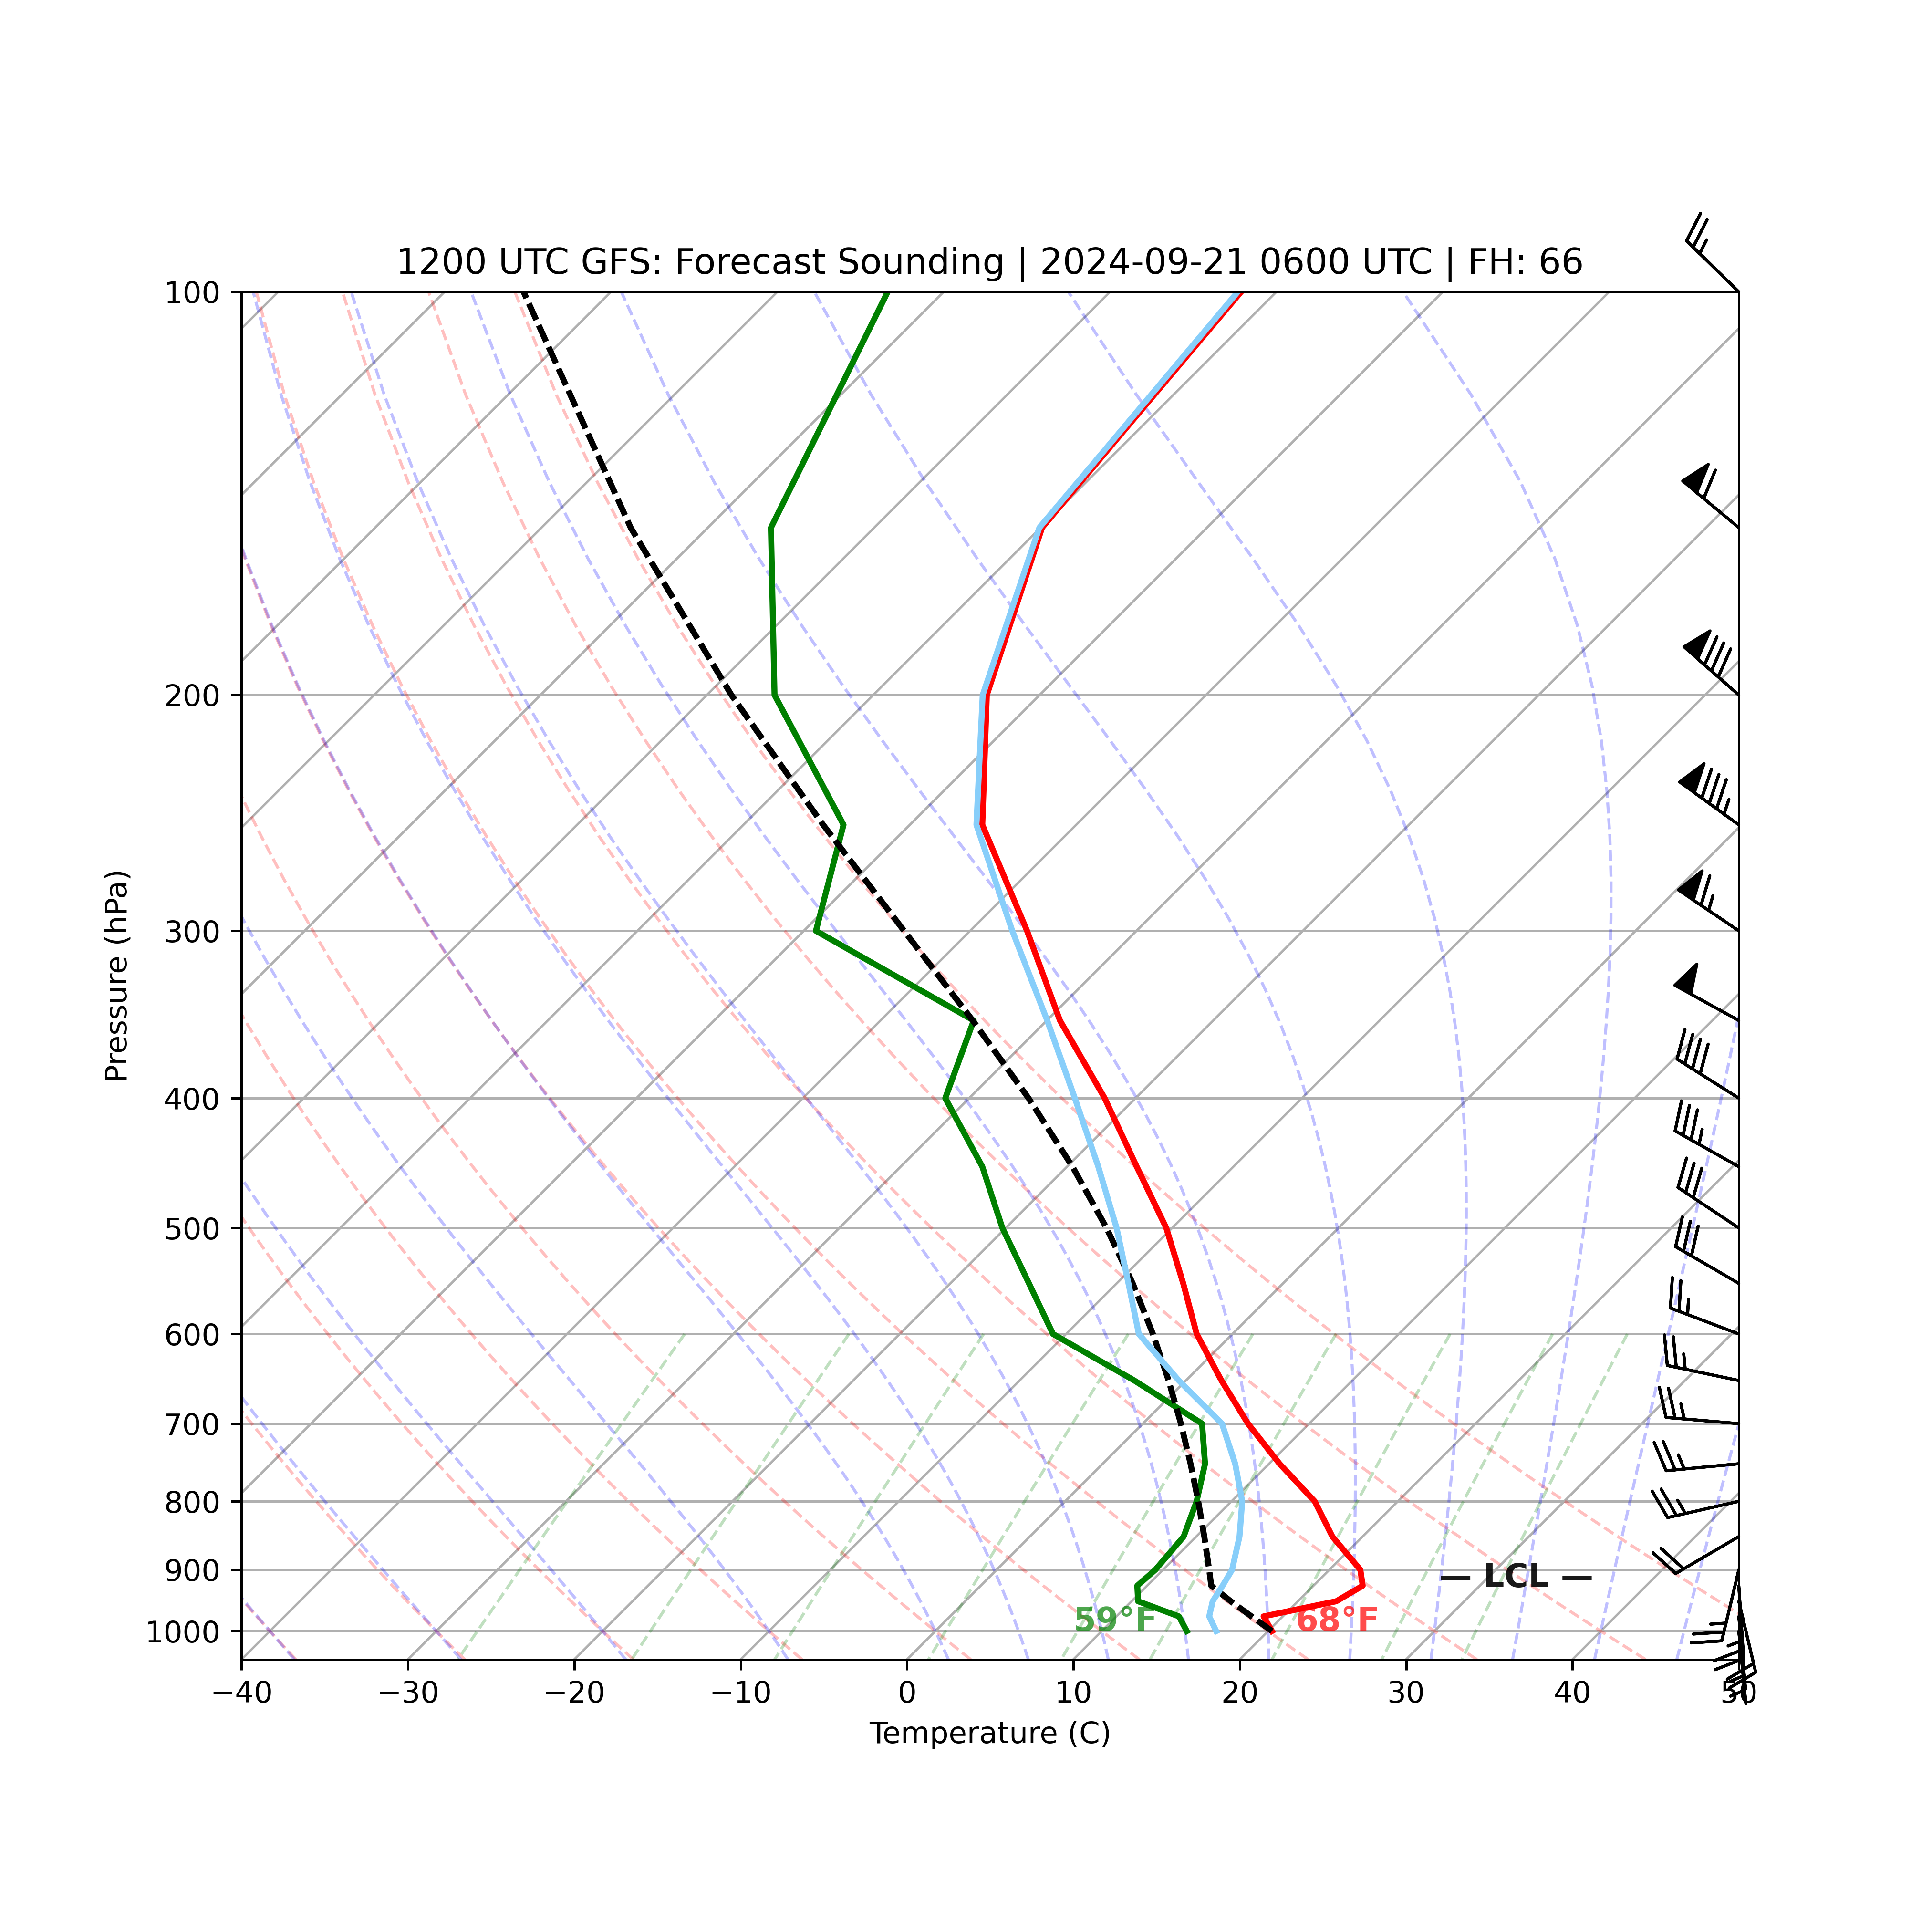 1200 UTC GFS: Forecast Sounding | 2024-09-21 0600 UTC | FH: 66
100
200
300
400
500
600
700
800
900
1000
Pressure (hPa)
— LCL —
59°F
68°F
−40 −30 −20 −10 0 10 20 30 40 50
Temperature (C)